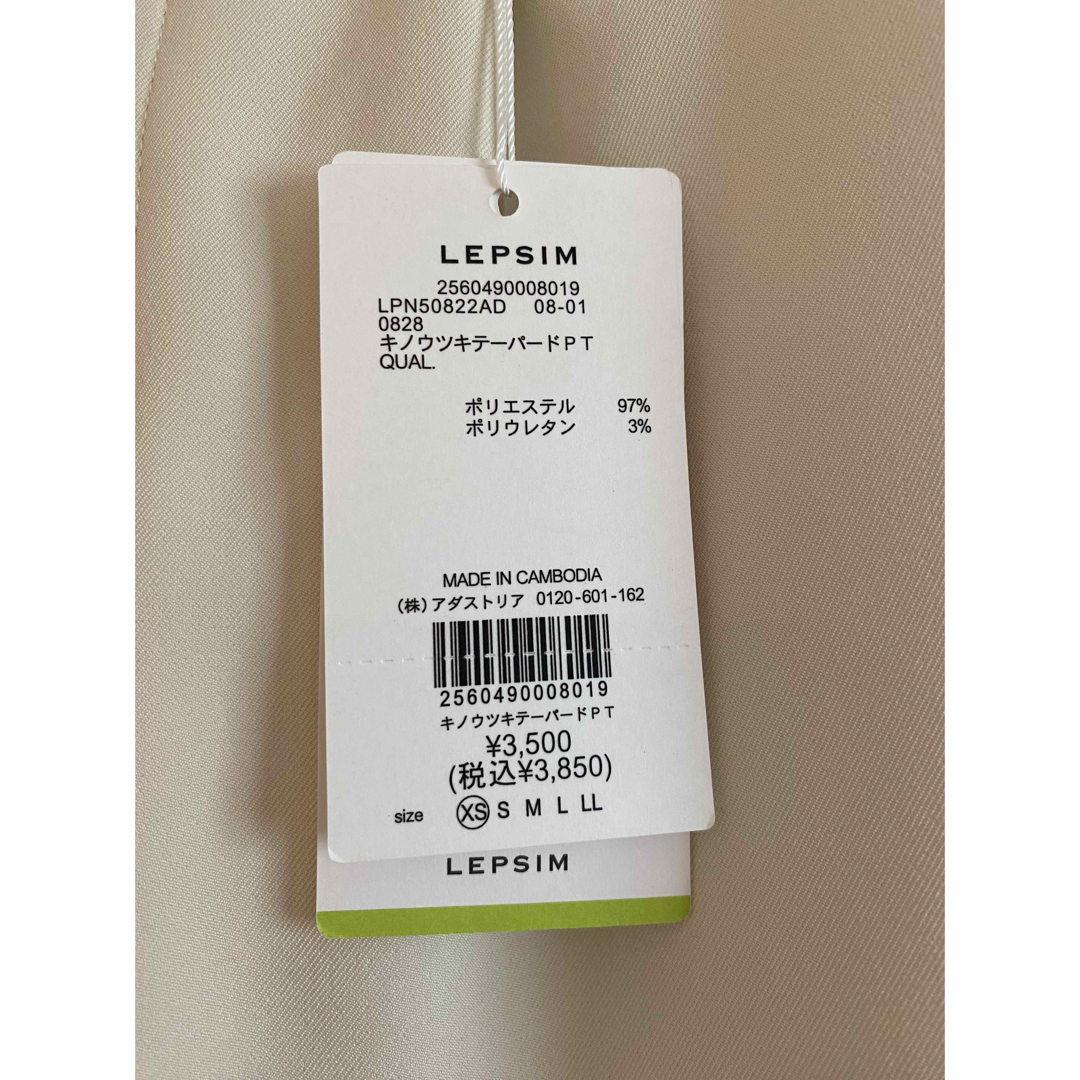 LEPSIM
2560490008019
LPN50822AD 08-01
0828
キノウツキテーパードPT
QUAL.
ポリエステル 97%
ポリウレタン 3%
MADE IN CAMBODIA
(株)アダストリア 0120-601-162
2560490008019
キノウツキテーパードPT
¥3,500
(税込¥3,850)
size XS S M L LL
LEPSIM